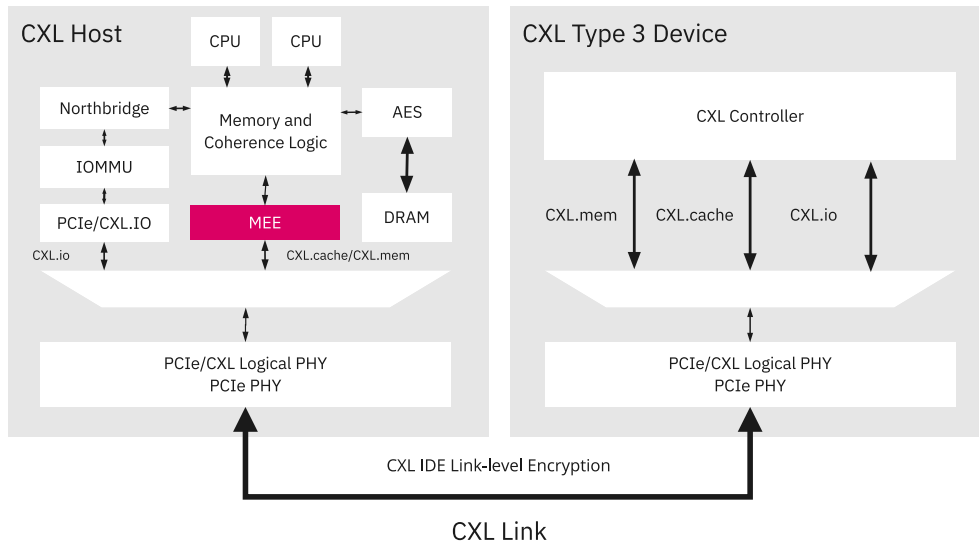 CXL Host
CPU
CPU
Northbridge
Memory and
Coherence Logic
AES
IOMMU
PCIe/CXL.IO
MEE
DRAM
CXL.io
CXL.cache/CXL.mem
PCIe/CXL Logical PHY
PCIe PHY
CXL Type 3 Device
CXL Controller
CXL.mem
CXL.cache
CXL.io
PCIe/CXL Logical PHY
PCIe PHY
CXL IDE Link-level Encryption
CXL Link